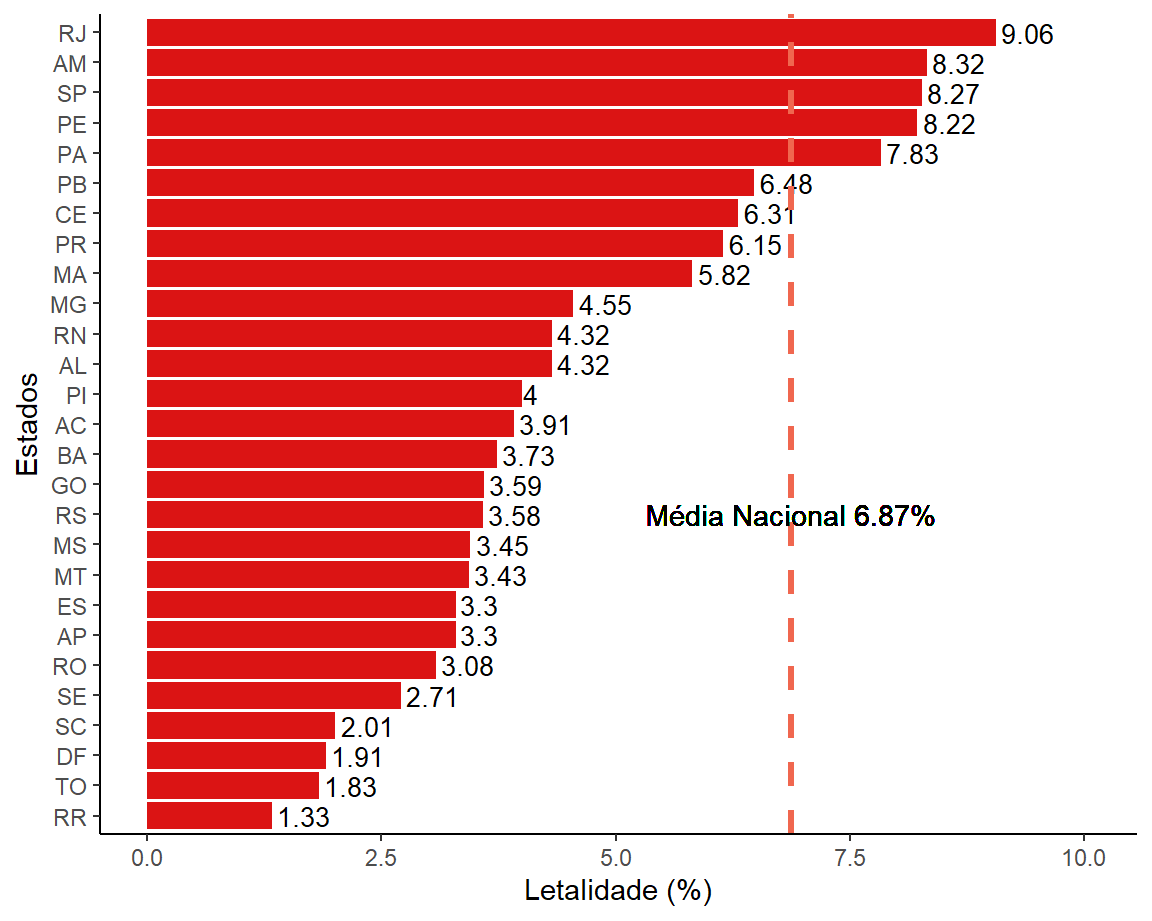 RJ 9.06
AM 8.32
SP 8.27
PE 8.22
PA 7.83
PB 6.48
CE 6.31
PR 6.15
MA 5.82
MG 4.55
RN 4.32
AL 4.32
PI 4
AC 3.91
BA 3.73
GO 3.59
RS 3.58 Média Nacional 6.87%
MS 3.45
MT 3.43
ES 3.3
AP 3.3
RO 3.08
SE 2.71
SC 2.01
DF 1.91
TO 1.83
RR 1.33
Estados
0.0 2.5 5.0 7.5 10.0
Letalidade (%)